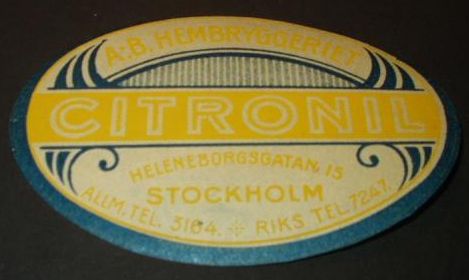 A.-B. HEMBRYGGERIET
CITRONIL
HELENEBORGSGATAN, 15
STOCKHOLM
ALLM. TEL. 3164. ⁜ RIKS TEL. 7247.